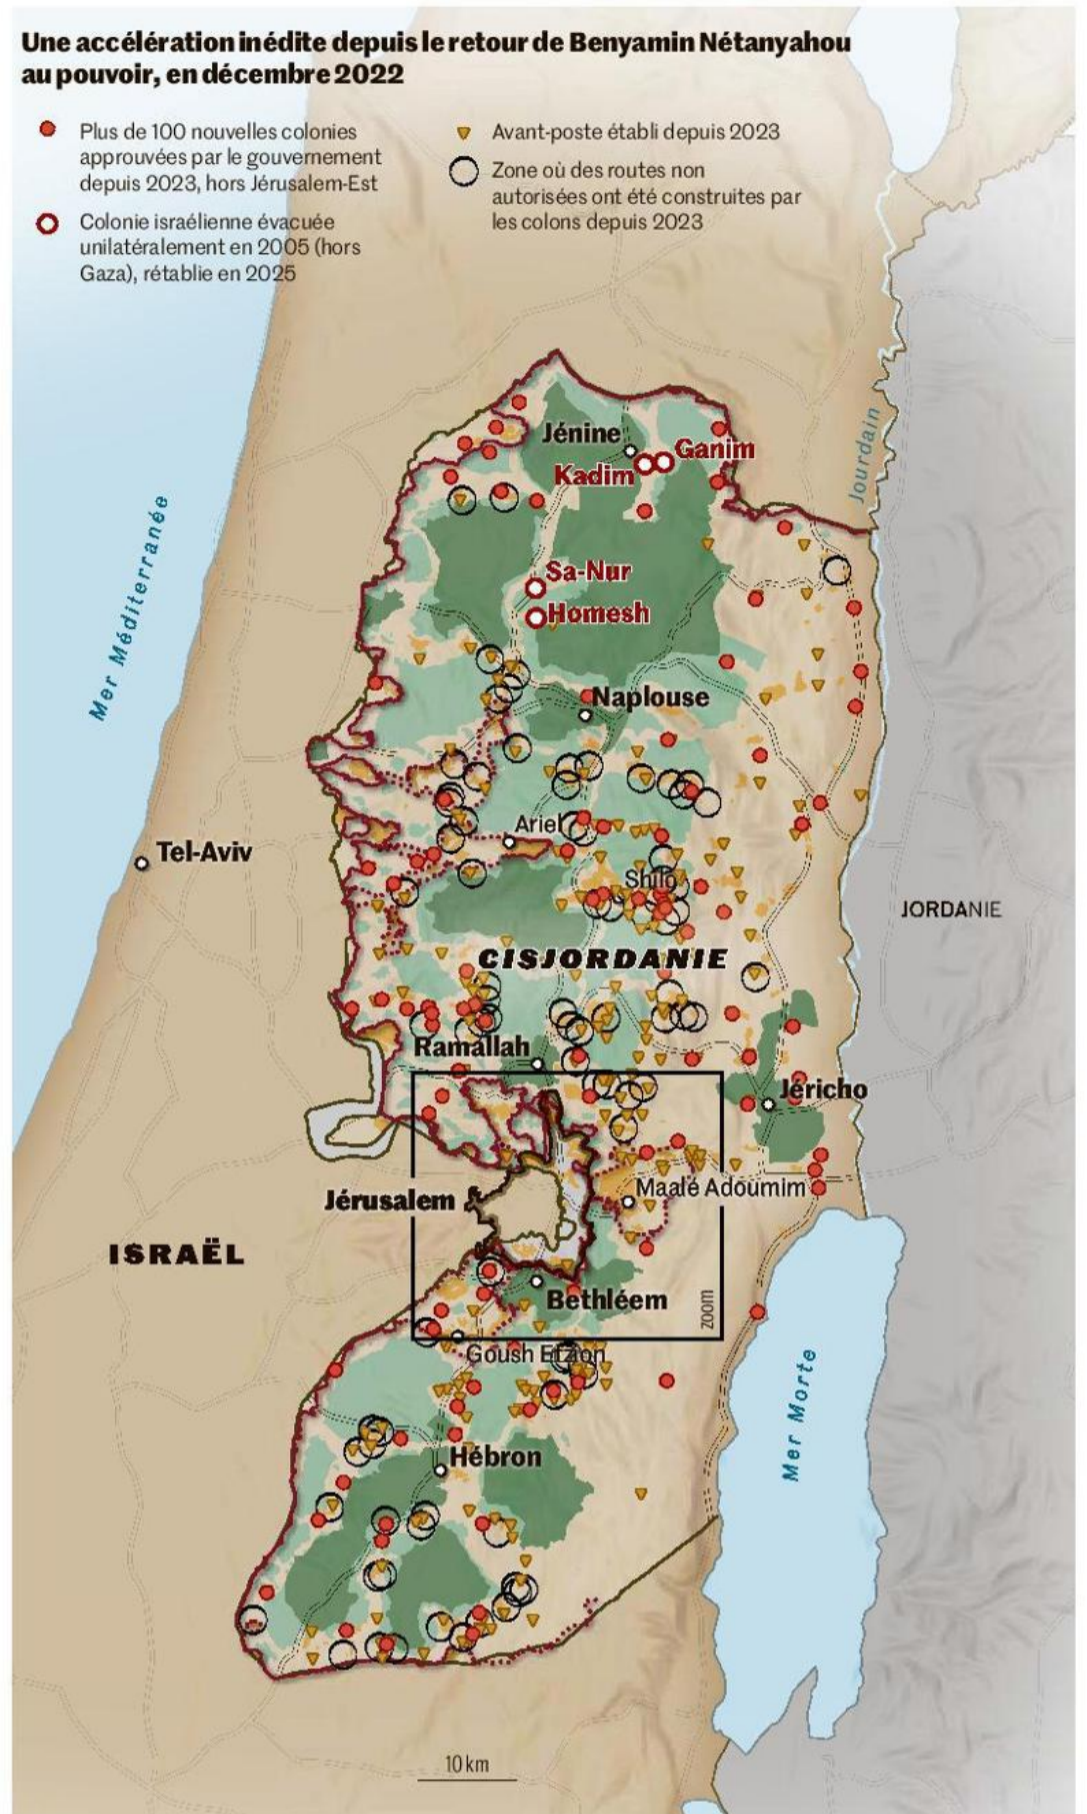 Une accélération inédite depuis le retour de Benyamin Nétanyahou
au pouvoir, en décembre 2022
Plus de 100 nouvelles colonies
approuvées par le gouvernement
depuis 2023, hors Jérusalem-Est
Colonie israélienne évacuée
unilatéralement en 2005 (hors
Gaza), rétablie en 2025
Avant-poste établi depuis 2023
Zone où des routes non
autorisées ont été construites par
les colons depuis 2023
Jourdain
Jénine
Ganim
Kadim
Mer Méditerranée
Sa-Nur
Homesh
Naplouse
Ariel
Tel-Aviv
Shilo
JORDANIE
CISJORDANIE
Ramallah
Jéricho
Maalé Adoumim
Jérusalem
ISRAËL
Bethléem
zoom
Goush Etzion
Mer Morte
Hébron
10 km